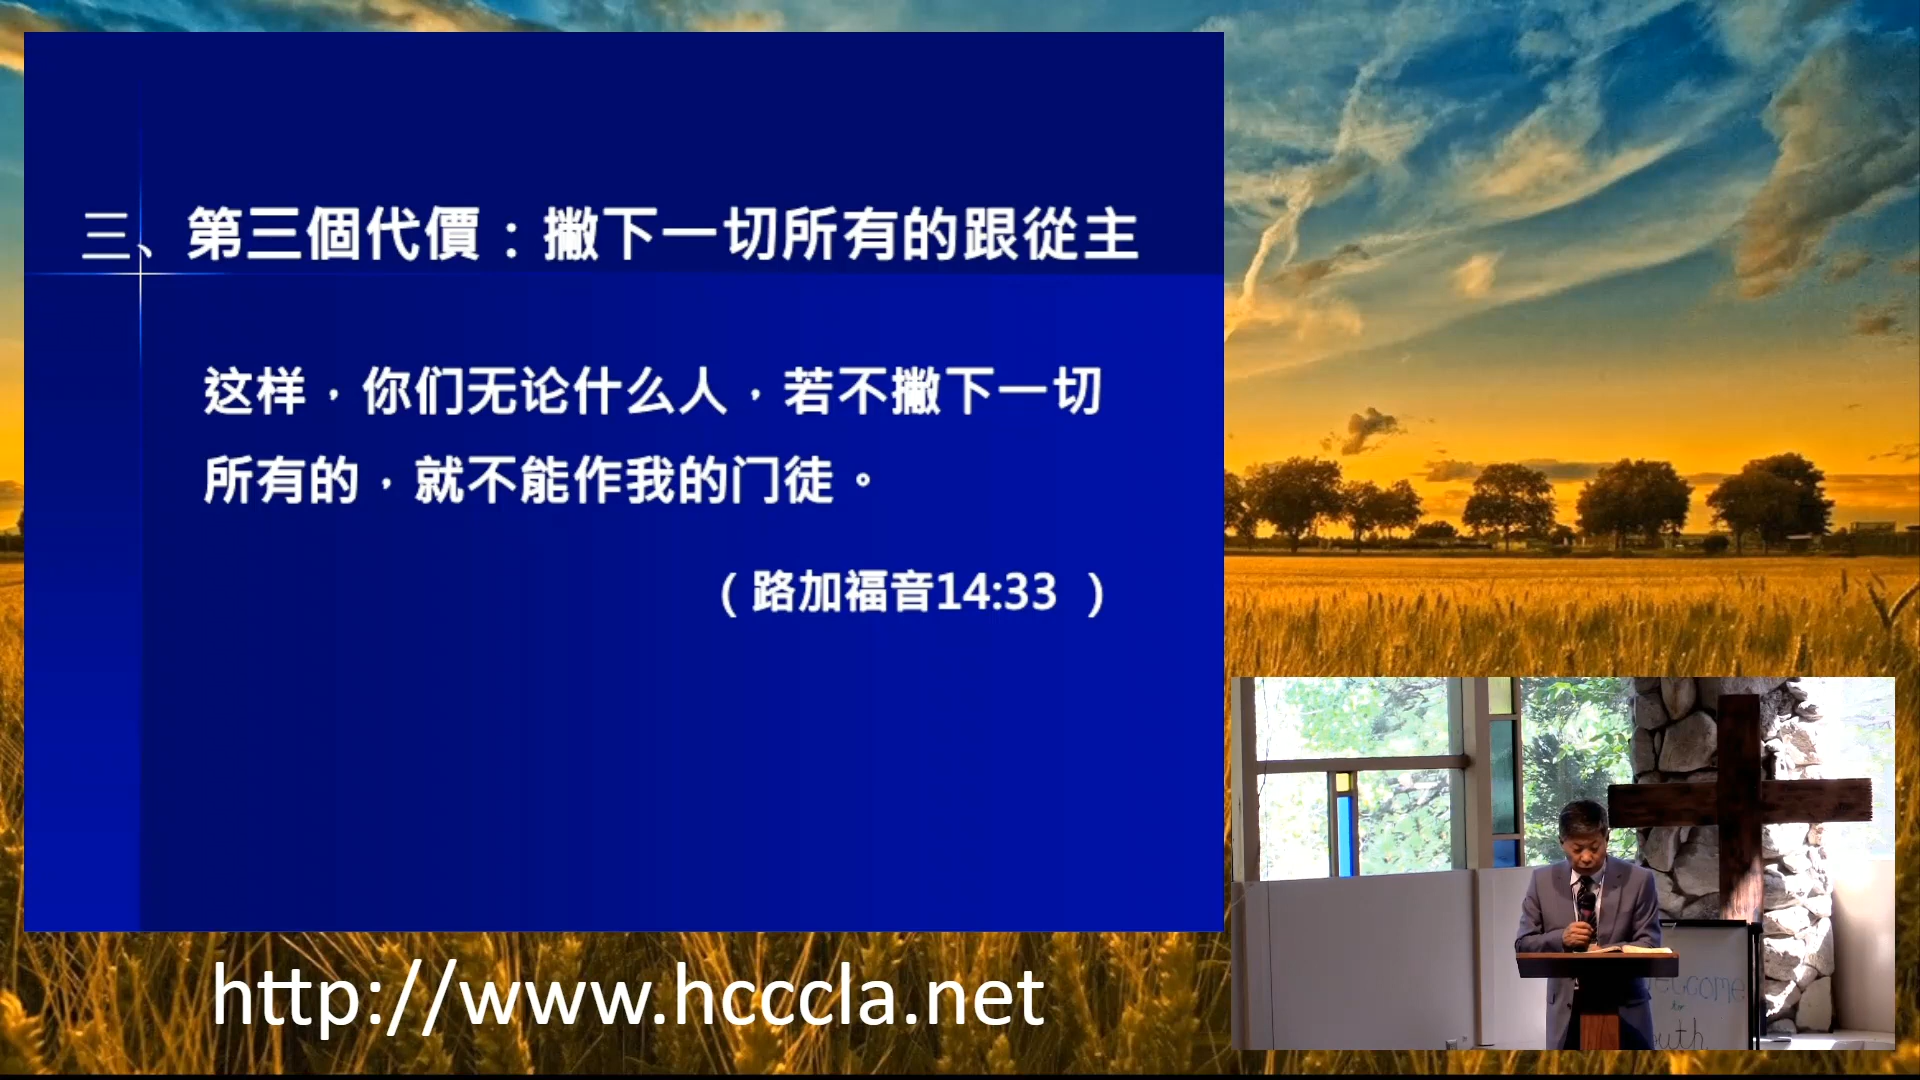 三、第三個代價：撇下一切所有的跟從主
这样，你们无论什么人，若不撇下一切
所有的，就不能作我的门徒。
（路加福音14:33 ）
http://www.hcccla.net
WELCOME
to